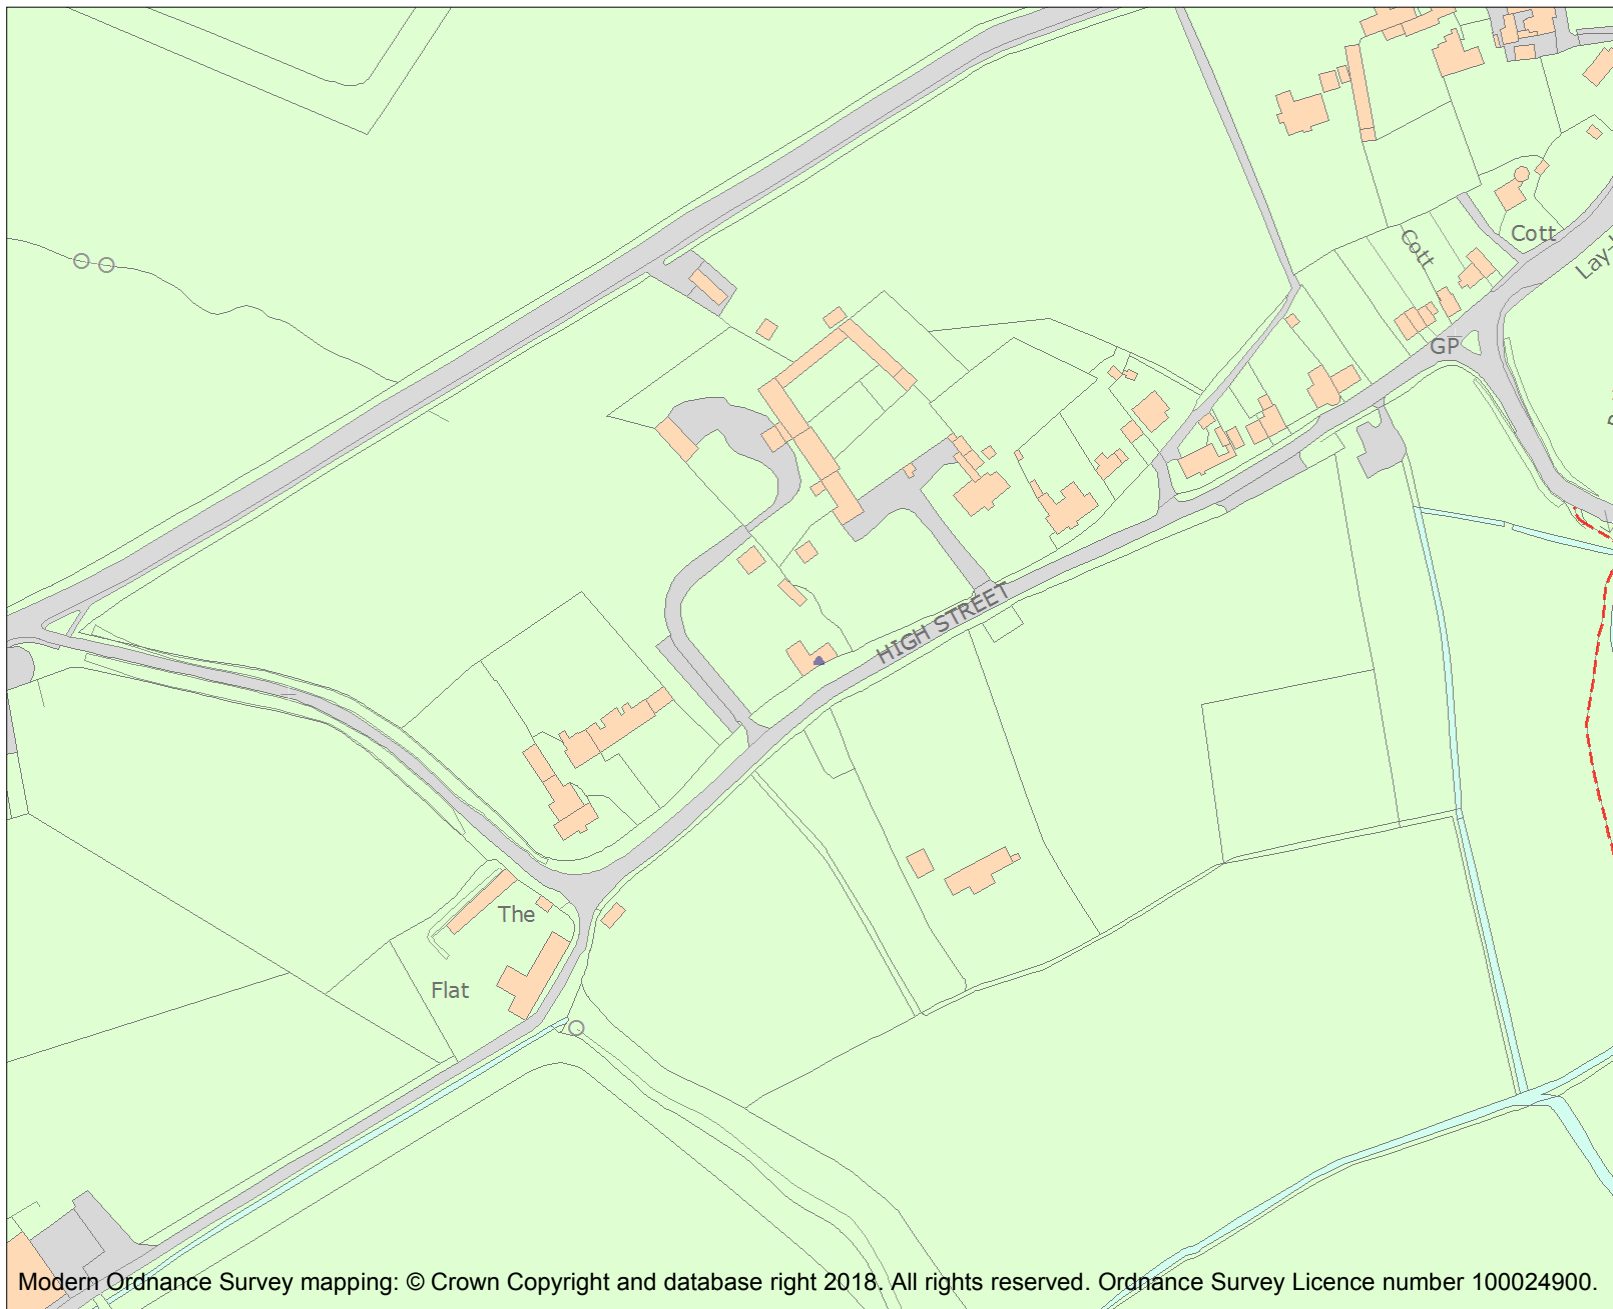 Cott
Cott
Lay-
GP
HIGH STREET
The
Flat
Modern Ordnance Survey mapping: © Crown Copyright and database right 2018. All rights reserved. Ordnance Survey Licence number 100024900.